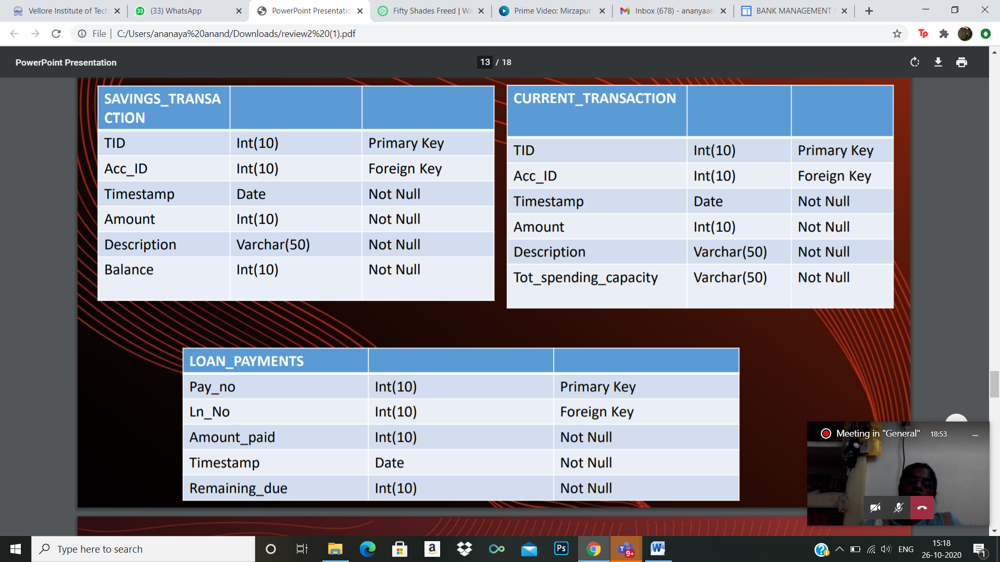 Vellore Institute of Tech
(33) WhatsApp
PowerPoint Presentatio
Fifty Shades Freed | Wa
Prime Video: Mirzapur
Inbox (678) - ananyaan
BANK MANAGEMENT S
File
C:/Users/ananaya%20anand/Downloads/review2%20(1).pdf
PowerPoint Presentation
13 / 18
SAVINGS_TRANSA
CTION
TID Int(10) Primary Key
Acc_ID Int(10) Foreign Key
Timestamp Date Not Null
Amount Int(10) Not Null
Description Varchar(50) Not Null
Balance Int(10) Not Null
CURRENT_TRANSACTION
TID Int(10) Primary Key
Acc_ID Int(10) Foreign Key
Timestamp Date Not Null
Amount Int(10) Not Null
Description Varchar(50) Not Null
Tot_spending_capacity Varchar(50) Not Null
LOAN_PAYMENTS
Pay_no Int(10) Primary Key
Ln_No Int(10) Foreign Key
Amount_paid Int(10) Not Null
Timestamp Date Not Null
Remaining_due Int(10) Not Null
Meeting in "General" 18:53
Type here to search
Ps
9+
ENG
15:18
26-10-2020
1